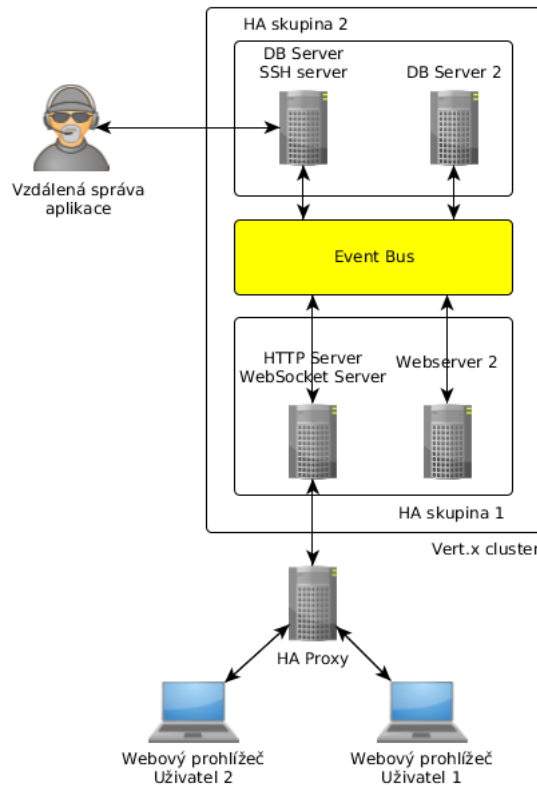 HA skupina 2
DB Server
SSH server
DB Server 2
Vzdálená správa
aplikace
Event Bus
HTTP Server
WebSocket Server
Webserver 2
HA skupina 1
Vert.x cluster
HA Proxy
Webový prohlížeč
Uživatel 2
Webový prohlížeč
Uživatel 1